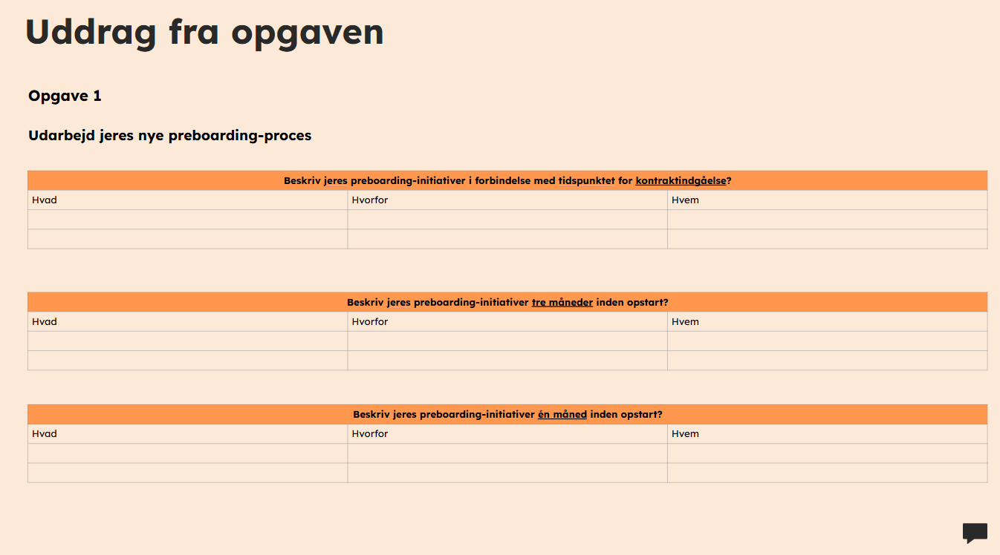 Uddrag fra opgaven
Opgave 1
Udarbejd jeres nye preboarding-proces
Beskriv jeres preboarding-initiativer i forbindelse med tidspunktet for kontraktindgåelse?
Hvad Hvorfor Hvem
Beskriv jeres preboarding-initiativer tre måneder inden opstart?
Hvad Hvorfor Hvem
Beskriv jeres preboarding-initiativer én måned inden opstart?
Hvad Hvorfor Hvem